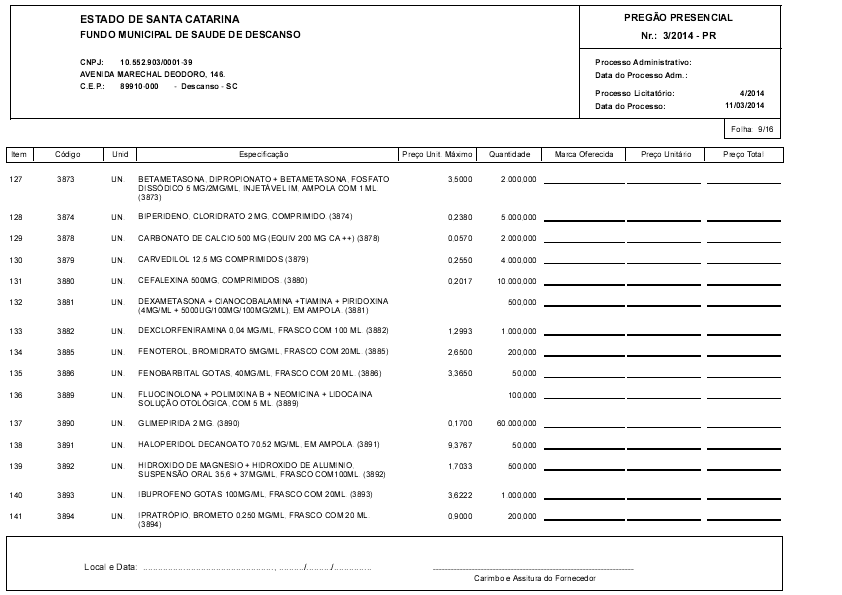 ESTADO DE SANTA CATARINA
FUNDO MUNICIPAL DE SAUDE DE DESCANSO
CNPJ: 10.552.903/0001-39
AVENIDA MARECHAL DEODORO, 146.
C.E.P.: 89910-000 - Descanso - SC
PREGÃO PRESENCIAL
Nr.: 3/2014 - PR
Processo Administrativo:
Data do Processo Adm.:
Processo Licitatório: 4/2014
Data do Processo: 11/03/2014
Folha: 9/16
Item Código Unid Especificação Preço Unit. Máximo Quantidade Marca Oferecida Preço Unitário Preço Total
127 3873 UN. BETAMETASONA, DIPROPIONATO + BETAMETASONA, FOSFATO 3,5000 2.000,000
DISSÓDICO 5 MG/2MG/ML, INJETÁVEL IM, AMPOLA COM 1 ML.
(3873)
128 3874 UN. BIPERIDENO, CLORIDRATO 2 MG, COMPRIMIDO. (3874) 0,2380 5.000,000
129 3878 UN. CARBONATO DE CALCIO 500 MG (EQUIV 200 MG CA ++) (3878) 0,0570 2.000,000
130 3879 UN. CARVEDILOL 12.5 MG COMPRIMIDOS (3879) 0,2550 4.000,000
131 3880 UN. CEFALEXINA 500MG, COMPRIMIDOS. (3880) 0,2017 10.000,000
132 3881 UN. DEXAMETASONA + CIANOCOBALAMINA +TIAMINA + PIRIDOXINA 500,000
(4MG/ML + 5000UG/100MG/100MG/2ML), EM AMPOLA. (3881)
133 3882 UN. DEXCLORFENIRAMINA 0,04 MG/ML, FRASCO COM 100 ML. (3882) 1,2993 1.000,000
134 3885 UN. FENOTEROL, BROMIDRATO 5MG/ML, FRASCO COM 20ML. (3885) 2,6500 200,000
135 3886 UN. FENOBARBITAL GOTAS, 40MG/ML, FRASCO COM 20 ML. (3886) 3,3650 50,000
136 3889 UN. FLUOCINOLONA + POLIMIXINA B + NEOMICINA + LIDOCAINA 100,000
SOLUÇÃO OTOLÓGICA, COM 5 ML. (3889)
137 3890 UN. GLIMEPIRIDA 2 MG. (3890) 0,1700 60.000,000
138 3891 UN. HALOPERIDOL DECANOATO 70,52 MG/ML, EM AMPOLA. (3891) 9,3767 50,000
139 3892 UN. HIDROXIDO DE MAGNESIO + HIDROXIDO DE ALUMINIO, 1,7033 500,000
SUSPENSÃO ORAL 35,6 + 37MG/ML, FRASCO COM100ML. (3892)
140 3893 UN. IBUPROFENO GOTAS 100MG/ML, FRASCO COM 20ML. (3893) 3,6222 1.000,000
141 3894 UN. IPRATRÓPIO, BROMETO 0,250 MG/ML, FRASCO COM 20 ML. 0,9000 200,000
(3894)
Local e Data: ................................................., ........./........./..............
Carimbo e Assitura do Fornecedor